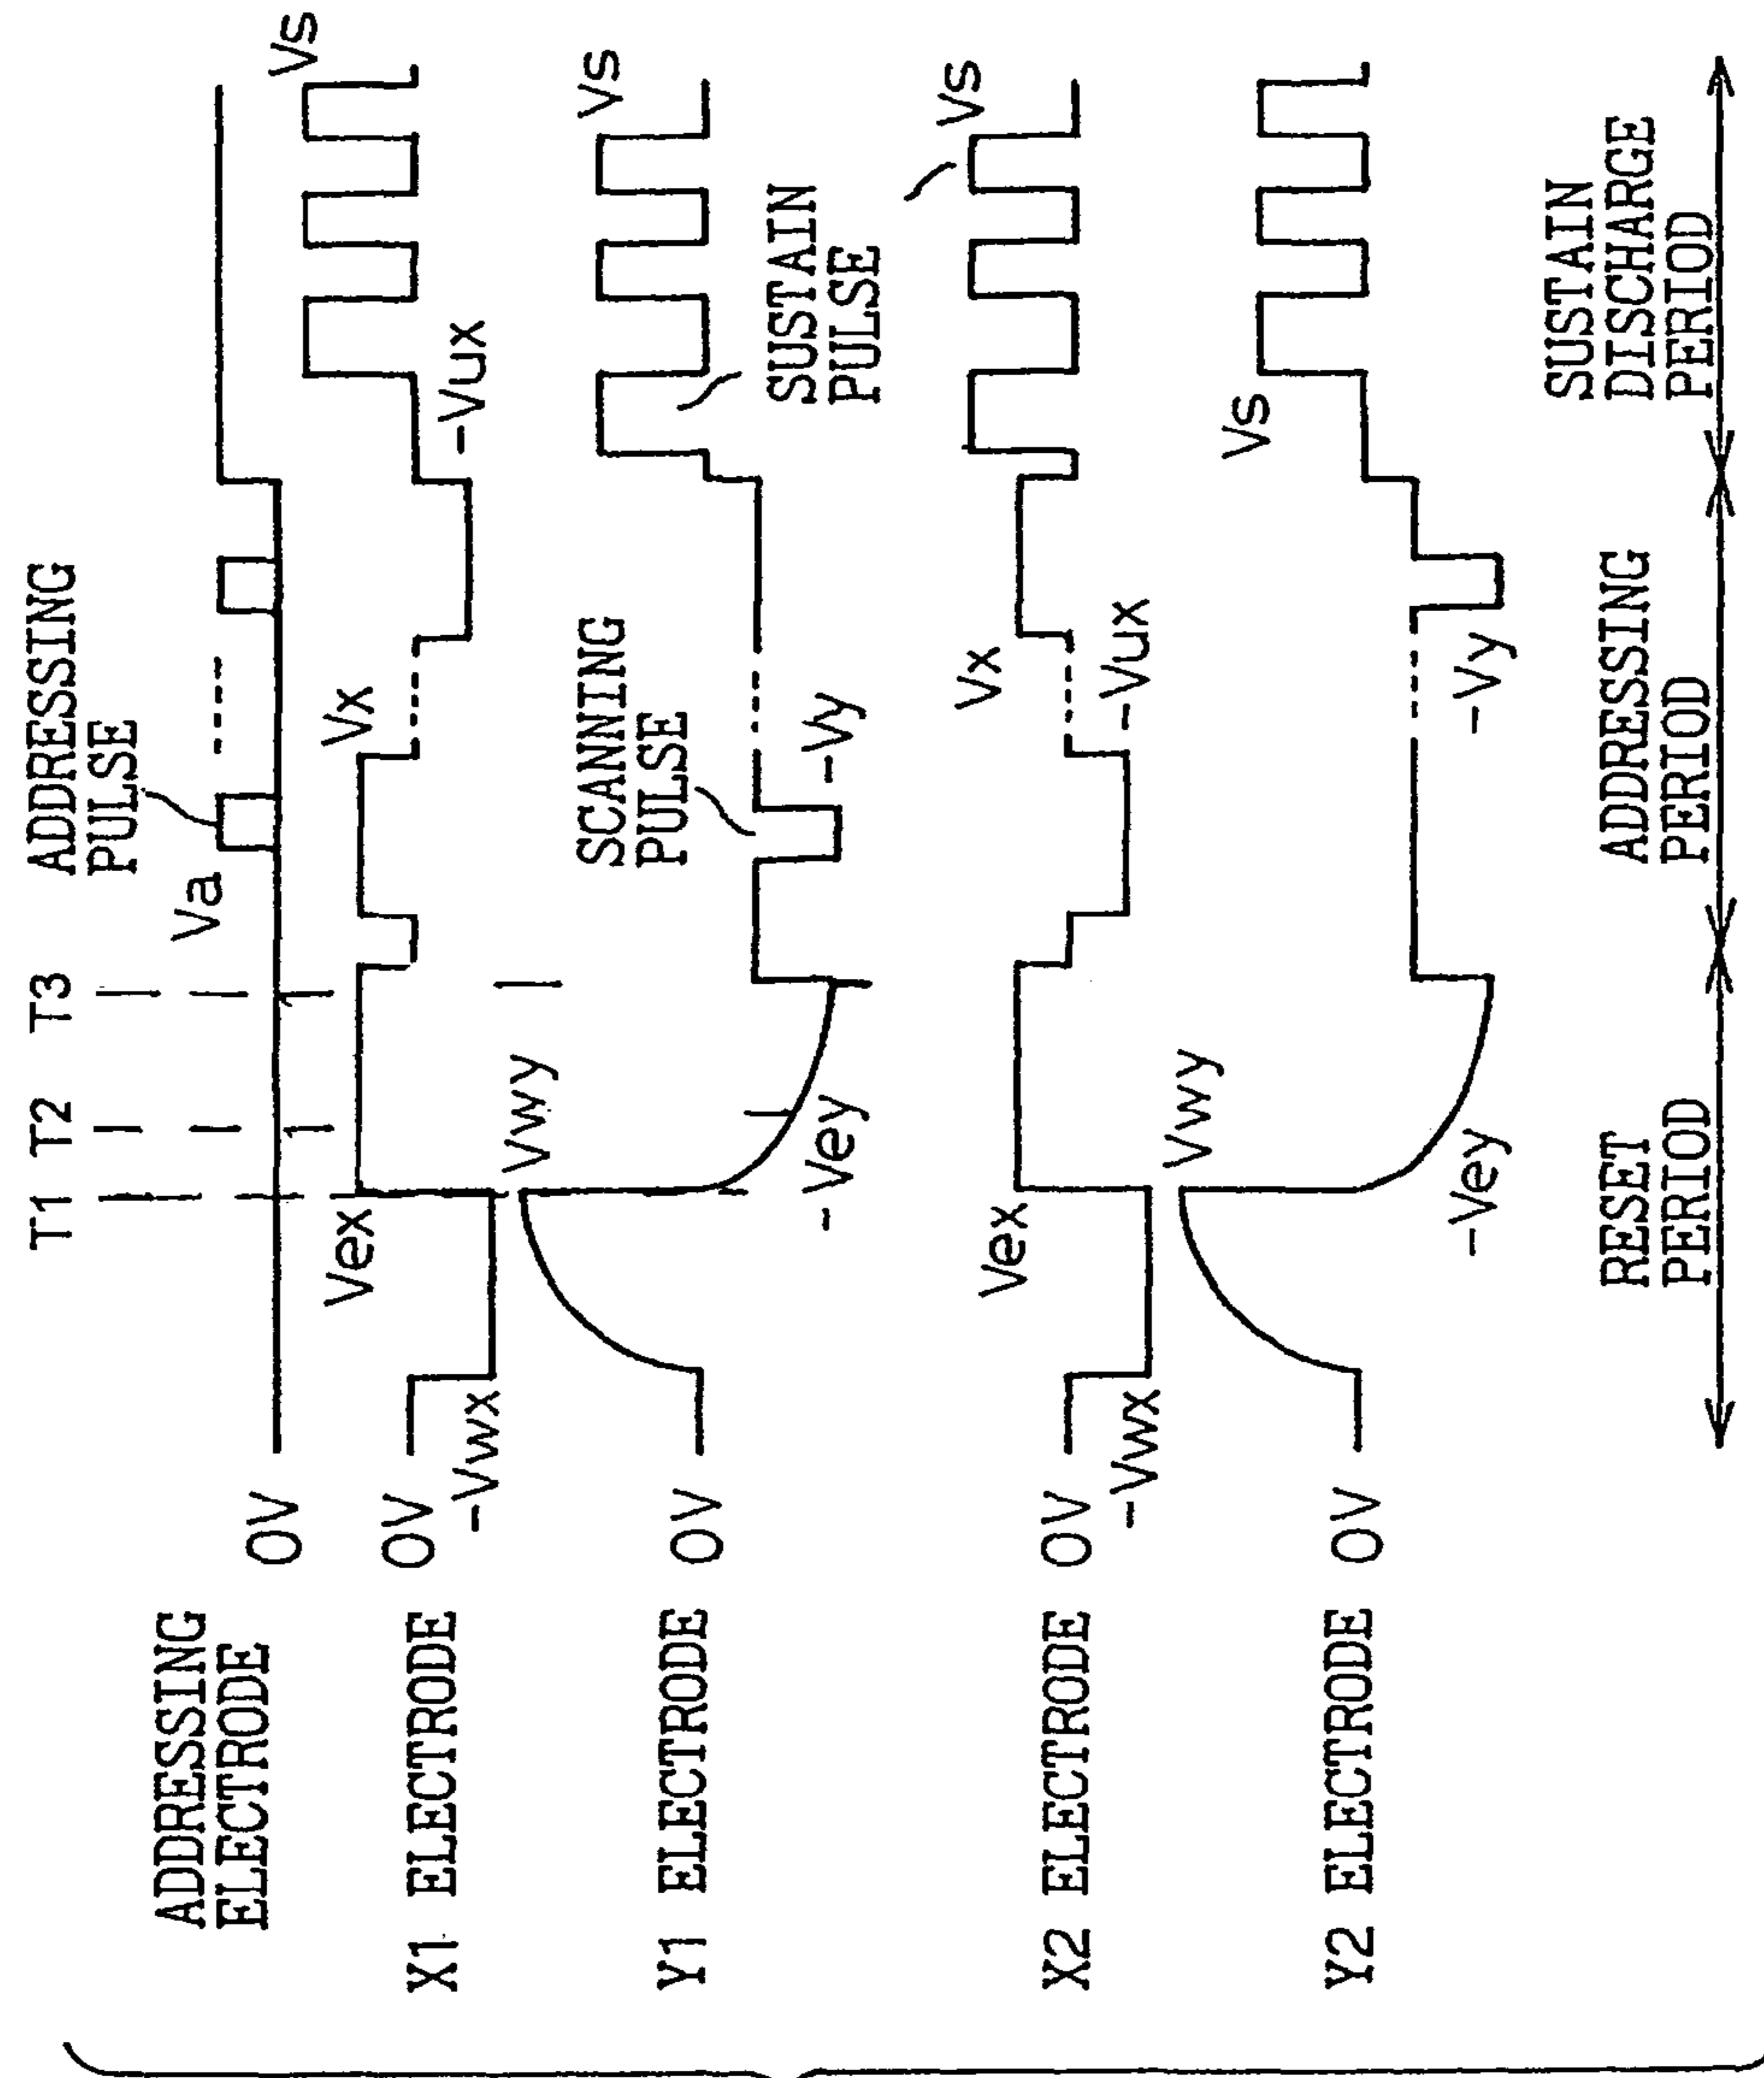 T1 T2 T3
ADDRESSING
PULSE
Va
ADDRESSING
ELECTRODE
0V
Vs
Vex
Vx
X1 ELECTRODE
0V
-Vwx
-Vux
Vwy
SCANNING
PULSE
Vs
Y1 ELECTRODE
0V
-Vey
-Vy
SUSTAIN
PULSE
Vs
Vex
Vx
X2 ELECTRODE
0V
-Vwx
-Vux
Vwy
Vs
Y2 ELECTRODE
0V
-Vey
-Vy
RESET
PERIOD
ADDRESSING
PERIOD
SUSTAIN
DISCHARGE
PERIOD